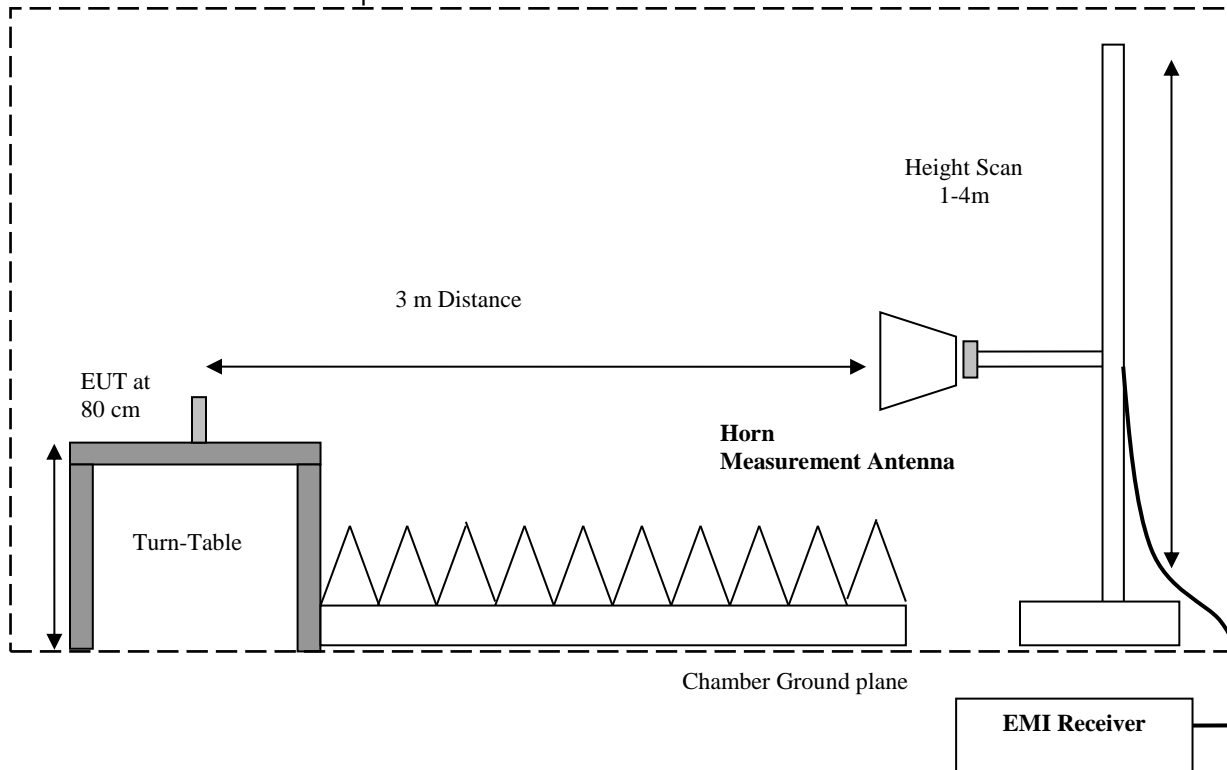 Height Scan
1-4m
3 m Distance
EUT at
80 cm
Horn
Measurement Antenna
Turn-Table
Chamber Ground plane
EMI Receiver